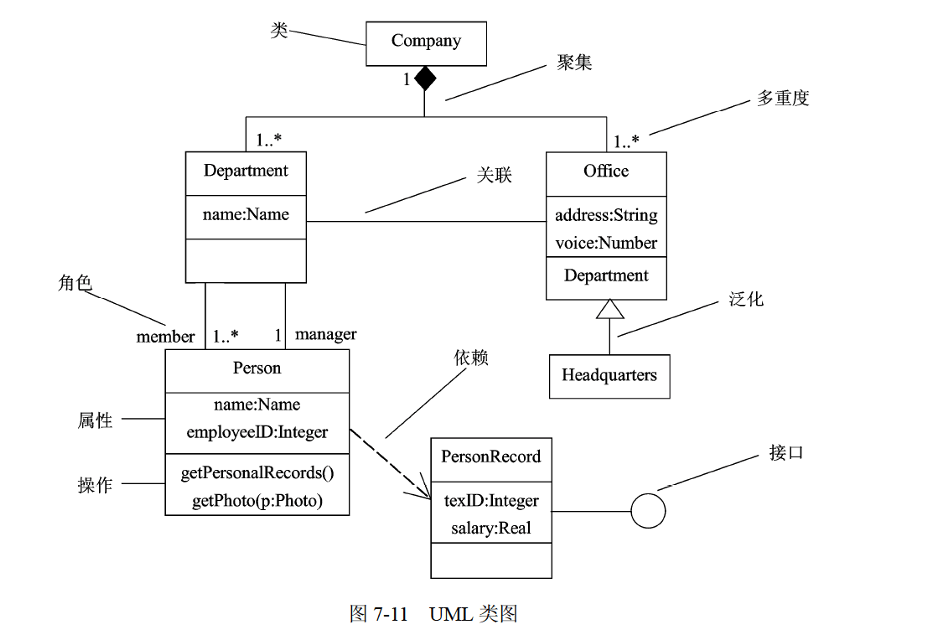 类
Company
聚集
1
多重度
1..*
1..*
Department
Office
关联
name:Name
address:String
voice:Number
Department
角色
泛化
member
1..*
1
manager
依赖
Person
Headquarters
name:Name
属性
employeeID:Integer
PersonRecord
接口
操作
getPersonalRecords()
getPhoto(p:Photo)
texID:Integer
salary:Real
图 7-11 UML 类图